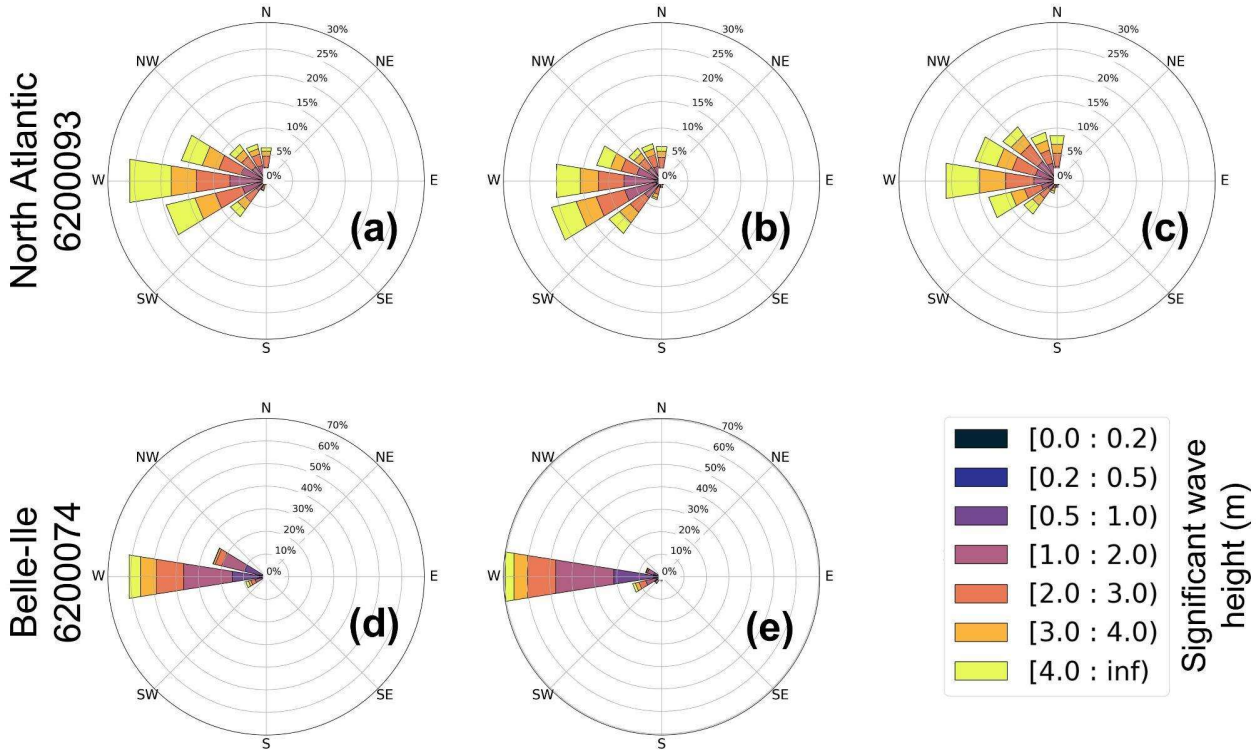 North Atlantic
6200093
N
NE
E
SE
S
SW
W
NW
0%
5%
10%
15%
20%
25%
30%
(a)
N
NE
E
SE
S
SW
W
NW
0%
5%
10%
15%
20%
25%
30%
(b)
N
NE
E
SE
S
SW
W
NW
0%
5%
10%
15%
20%
25%
30%
(c)
Belle-Ile
6200074
N
NE
E
SE
S
SW
W
NW
0%
10%
20%
30%
40%
50%
60%
70%
(d)
N
NE
E
SE
S
SW
W
NW
0%
10%
20%
30%
40%
50%
60%
70%
(e)
[0.0 : 0.2)
[0.2 : 0.5)
[0.5 : 1.0)
[1.0 : 2.0)
[2.0 : 3.0)
[3.0 : 4.0)
[4.0 : inf)
Significant wave
height (m)